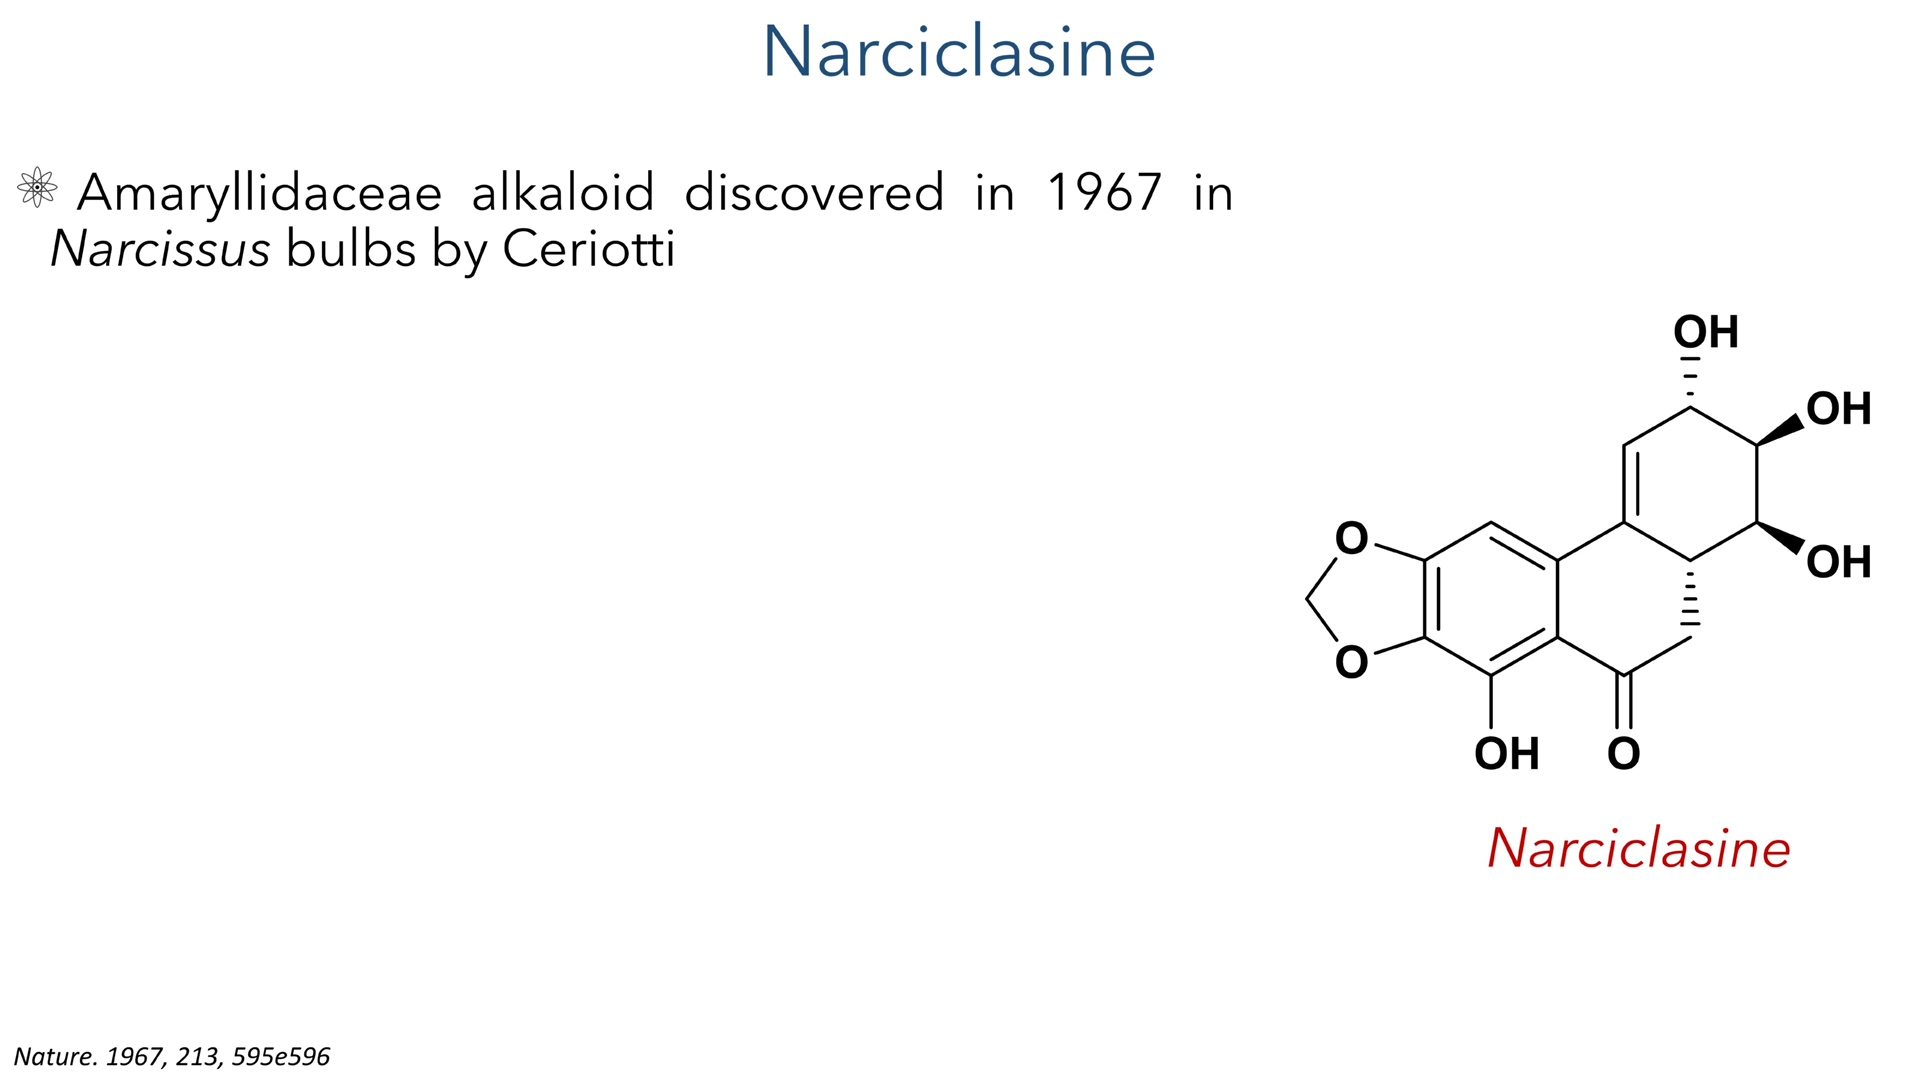 Narciclasine
Amaryllidaceae alkaloid discovered in 1967 in
Narcissus bulbs by Ceriotti
OH
OH
O
OH
O
OH
O
Narciclasine
Nature. 1967, 213, 595e596